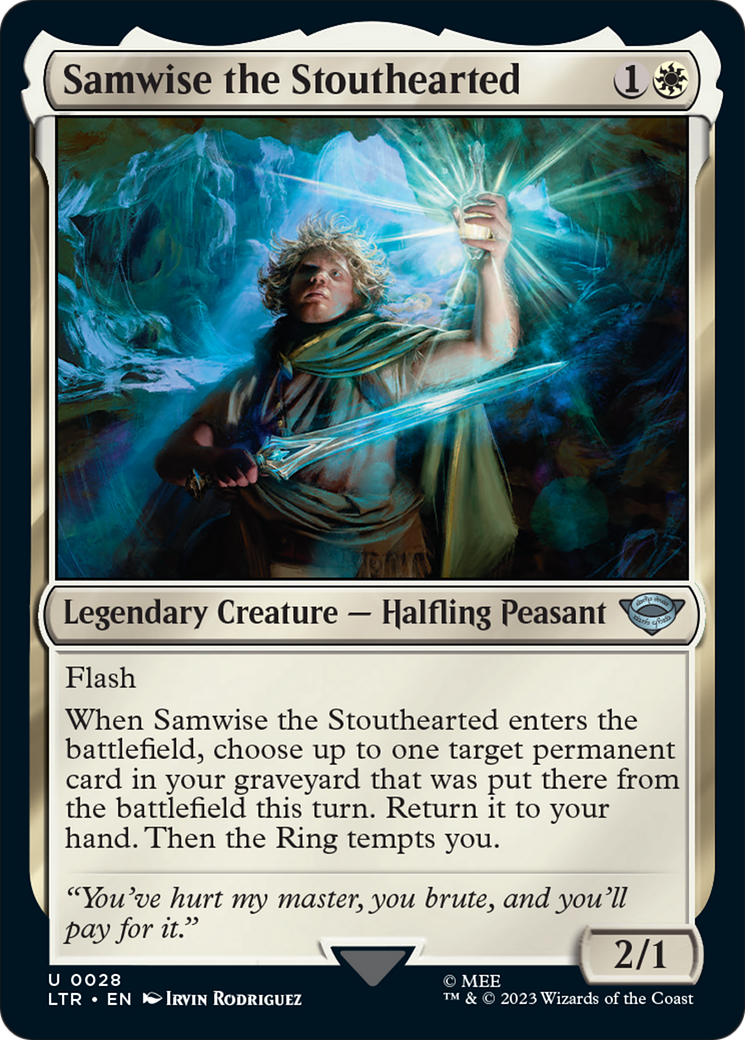 Samwise the Stouthearted 1
Legendary Creature — Halfling Peasant
Flash
When Samwise the Stouthearted enters the
battlefield, choose up to one target permanent
card in your graveyard that was put there from
the battlefield this turn. Return it to your
hand. Then the Ring tempts you.
“You’ve hurt my master, you brute, and you’ll
pay for it.”
2/1
U 0028
LTR • EN Irvin Rodriguez
© MEE
™ & © 2023 Wizards of the Coast